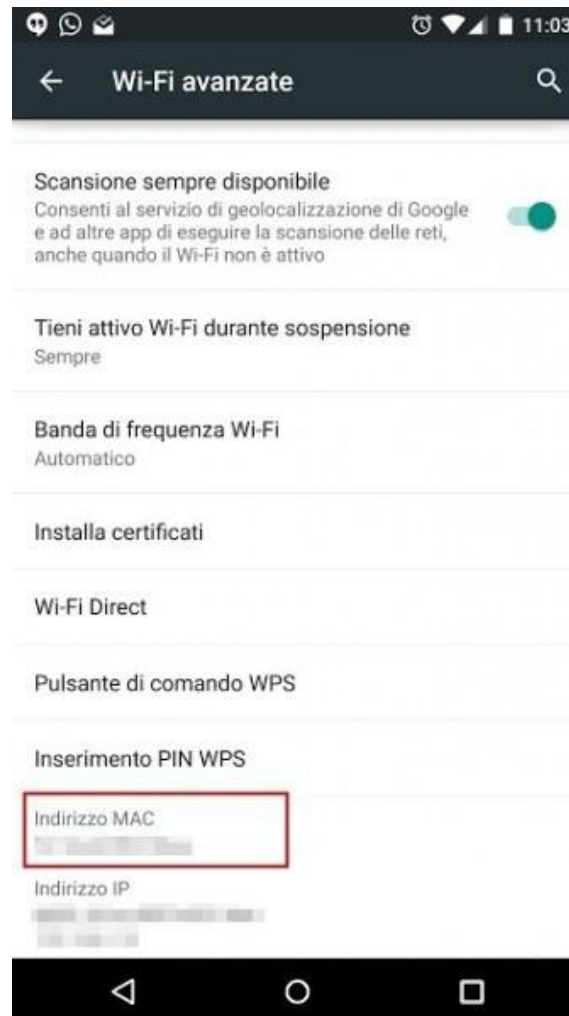 11:03
Wi-Fi avanzate
Scansione sempre disponibile
Consenti al servizio di geolocalizzazione di Google
e ad altre app di eseguire la scansione delle reti,
anche quando il Wi-Fi non è attivo
Tieni attivo Wi-Fi durante sospensione
Sempre
Banda di frequenza Wi-Fi
Automatico
Installa certificati
Wi-Fi Direct
Pulsante di comando WPS
Inserimento PIN WPS
Indirizzo MAC
Indirizzo IP